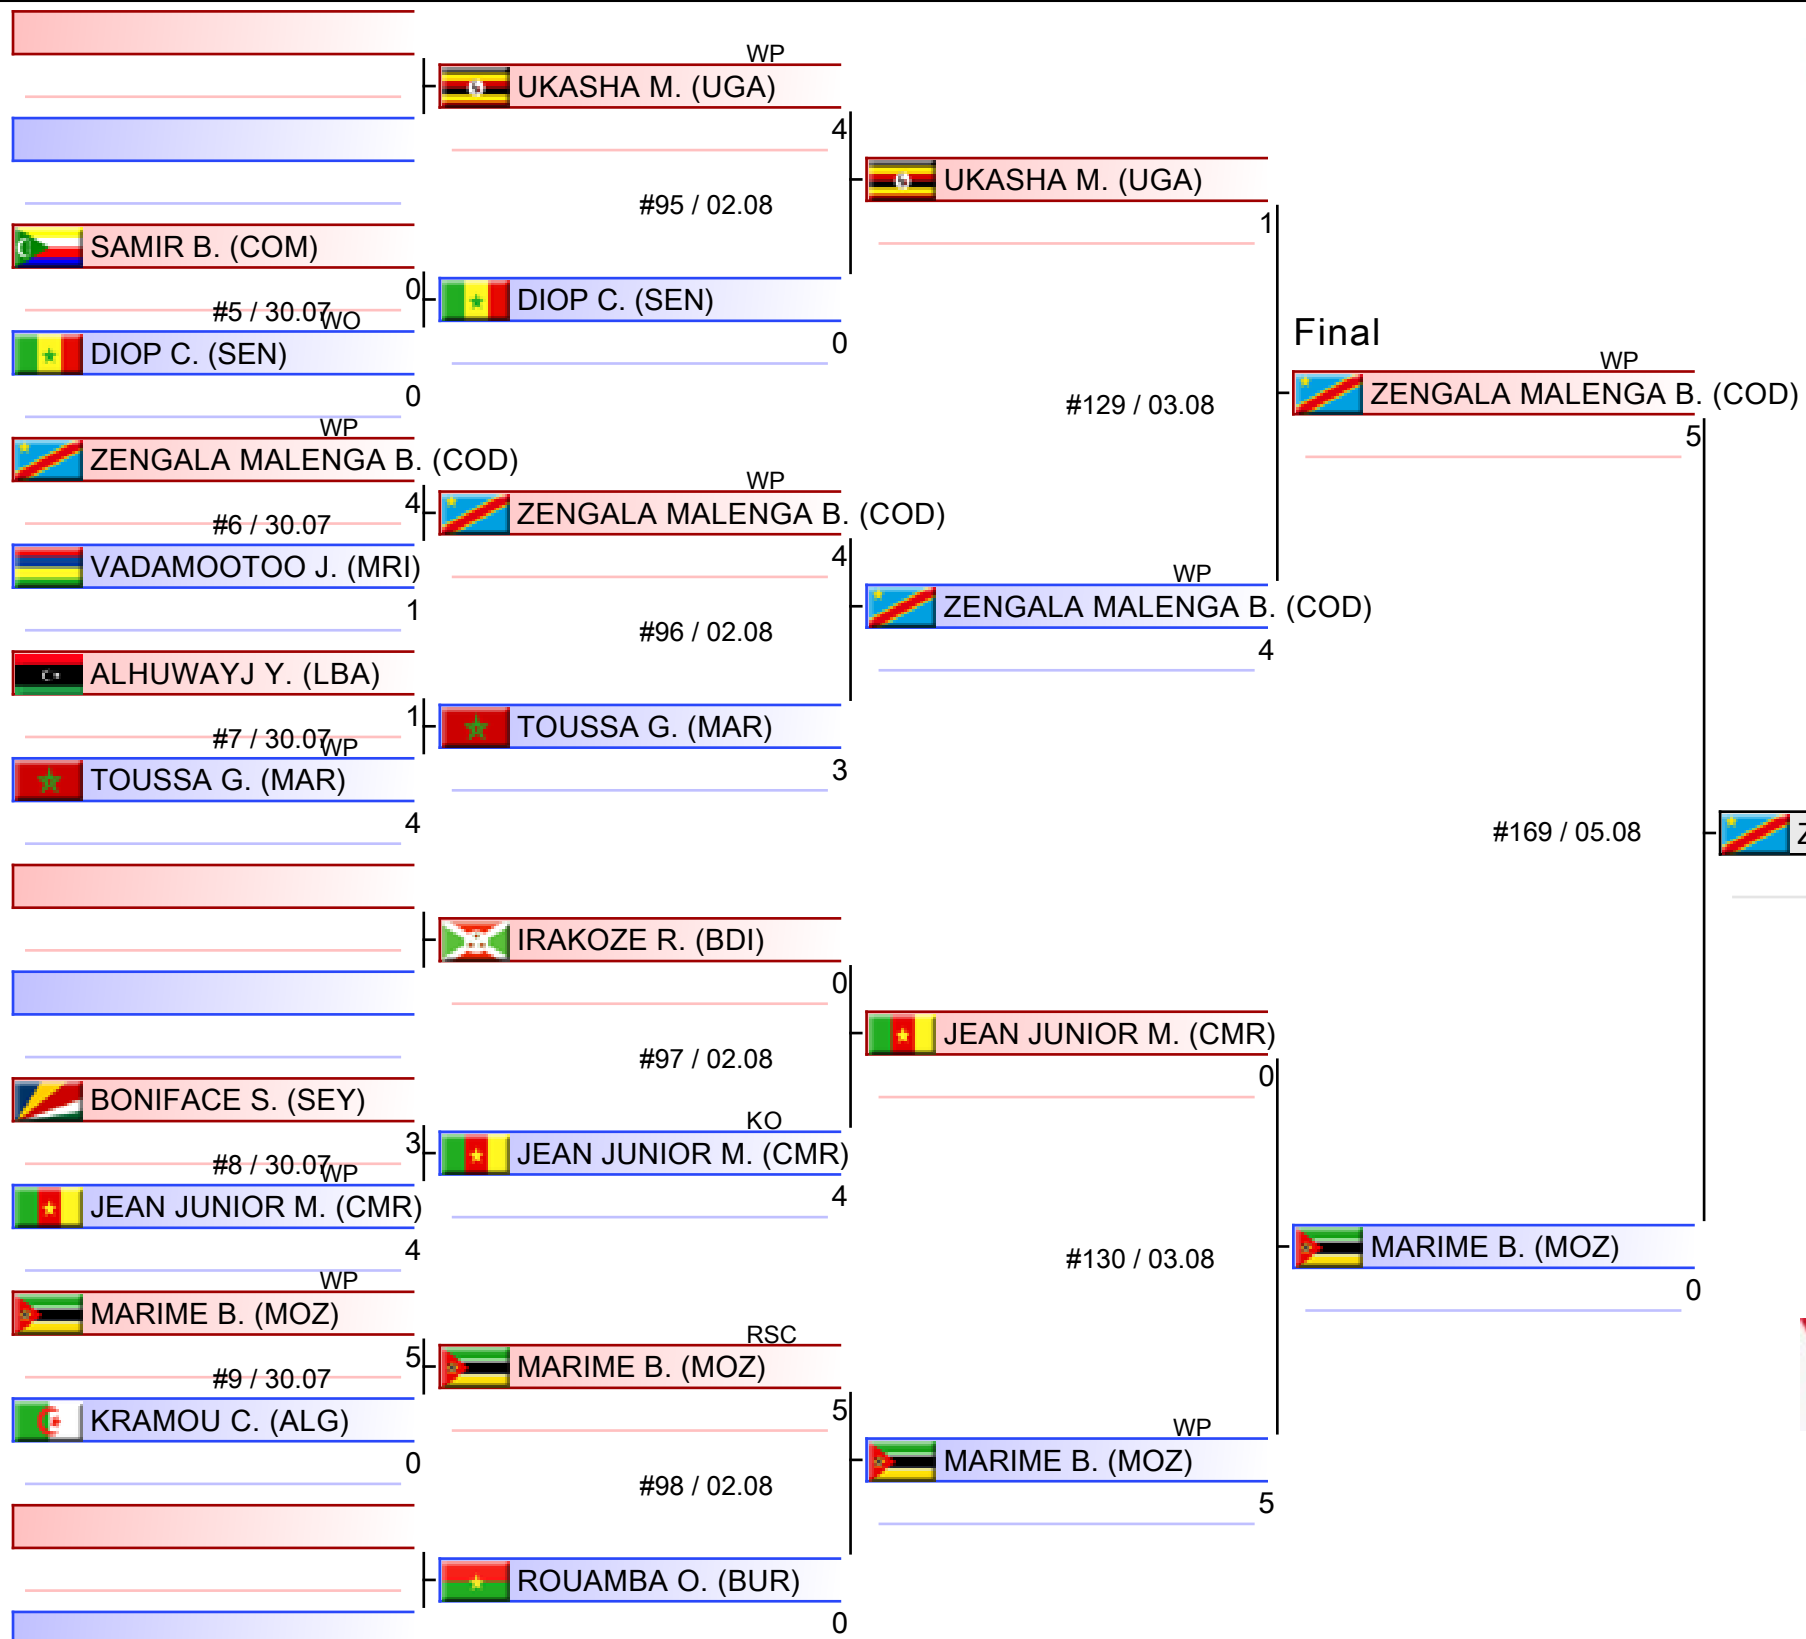 WP
UKASHA M. (UGA)
4
#95 / 02.08
UKASHA M. (UGA)
1
SAMIR B. (COM)
0
#5 / 30.07
WO
DIOP C. (SEN)
0
DIOP C. (SEN)
0
Final
WP
ZENGALA MALENGA B. (COD)
5
#129 / 03.08
WP
ZENGALA MALENGA B. (COD)
4
#6 / 30.07
VADAMOOTOO J. (MRI)
1
WP
ZENGALA MALENGA B. (COD)
4
#96 / 02.08
WP
ZENGALA MALENGA B. (COD)
4
ALHUWAYJ Y. (LBA)
1
#7 / 30.07
WP
TOUSSA G. (MAR)
4
TOUSSA G. (MAR)
3
#169 / 05.08
Z
IRAKOZE R. (BDI)
0
#97 / 02.08
JEAN JUNIOR M. (CMR)
0
BONIFACE S. (SEY)
3
#8 / 30.07
WP
JEAN JUNIOR M. (CMR)
4
KO
JEAN JUNIOR M. (CMR)
4
#130 / 03.08
MARIME B. (MOZ)
0
WP
MARIME B. (MOZ)
5
#9 / 30.07
KRAMOU C. (ALG)
0
RSC
MARIME B. (MOZ)
5
#98 / 02.08
WP
MARIME B. (MOZ)
5
ROUAMBA O. (BUR)
0